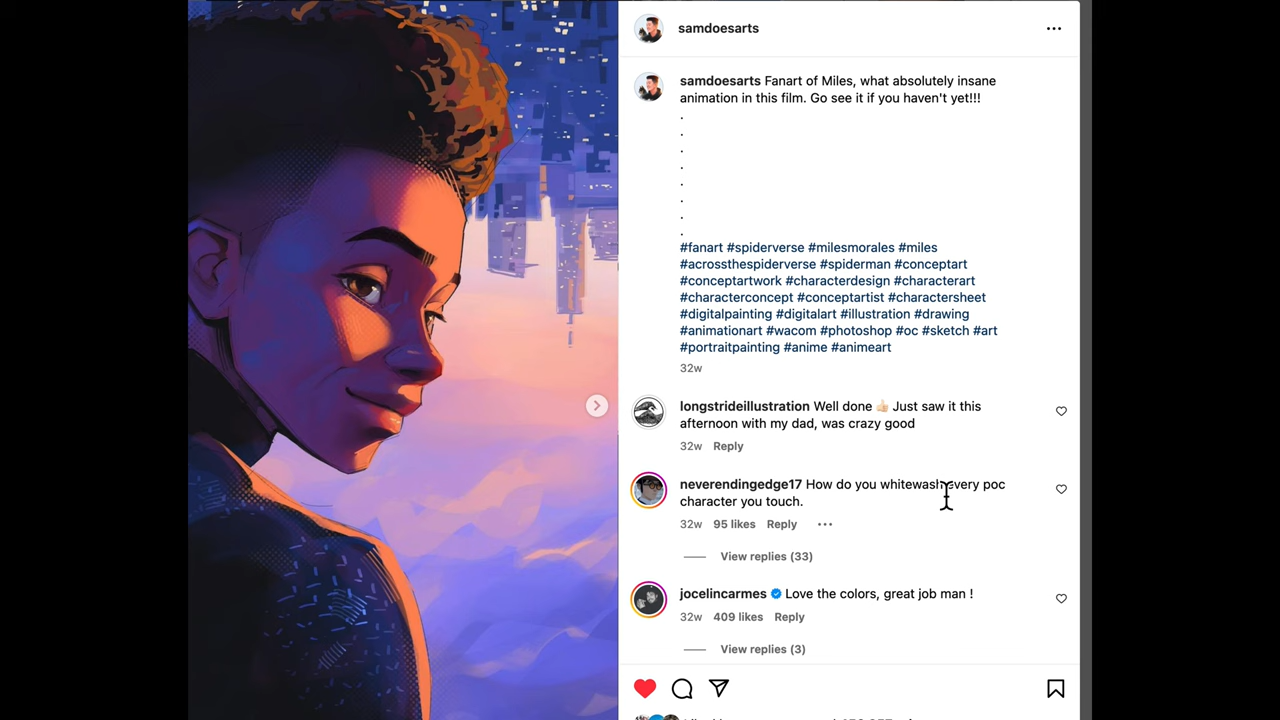 samdoesarts
samdoesarts Fanart of Miles, what absolutely insane
animation in this film. Go see it if you haven't yet!!!
.
.
.
.
.
.
.
.
#fanart #spiderverse #milesmorales #miles
#acrossthespiderverse #spiderman #conceptart
#conceptartwork #characterdesign #characterart
#characterconcept #conceptartist #charactersheet
#digitalpainting #digitalart #illustration #drawing
#animationart #wacom #photoshop #oc #sketch #art
#portraitpainting #anime #animeart
32w
longstrideillustration Well done 👍🏻 Just saw it this
afternoon with my dad, was crazy good
32w Reply
neverendingedge17 How do you whitewash every poc
character you touch.
32w 95 likes Reply
View replies (33)
jocelincarmes Love the colors, great job man !
32w 409 likes Reply
View replies (3)